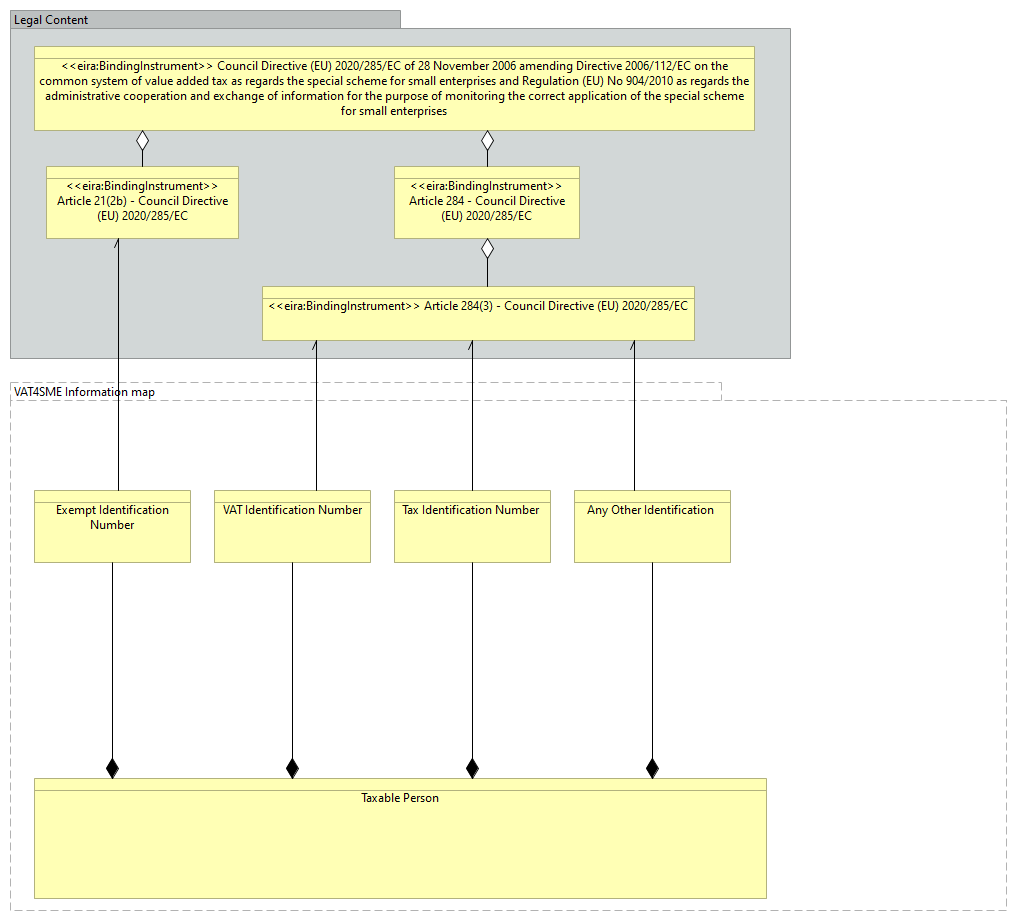 Legal Content
<<eira:BindingInstrument>> Council Directive (EU) 2020/285/EC of 28 November 2006 amending Directive 2006/112/EC on the
common system of value added tax as regards the special scheme for small enterprises and Regulation (EU) No 904/2010 as regards the
administrative cooperation and exchange of information for the purpose of monitoring the correct application of the special scheme
for small enterprises
<<eira:BindingInstrument>>
Article 21(2b) - Council Directive
(EU) 2020/285/EC
<<eira:BindingInstrument>>
Article 284 - Council Directive
(EU) 2020/285/EC
<<eira:BindingInstrument>> Article 284(3) - Council Directive (EU) 2020/285/EC
VAT4SME Information map
Exempt Identification
Number
VAT Identification Number
Tax Identification Number
Any Other Identification
Taxable Person